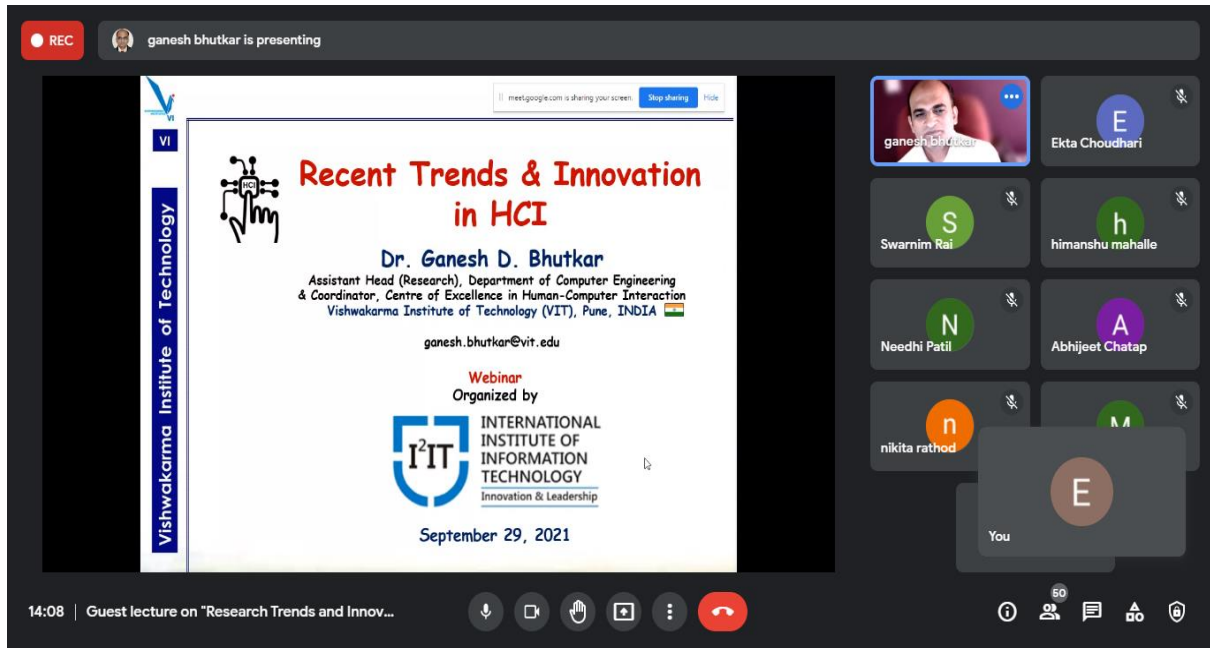 REC
ganesh bhutkar is presenting
VI
meet.google.com is sharing your screen.
Stop sharing
Hide
VI
Vishwakarma Institute of Technology
HCI
Recent Trends & Innovation
in HCI
Dr. Ganesh D. Bhutkar
Assistant Head (Research), Department of Computer Engineering
& Coordinator, Centre of Excellence in Human-Computer Interaction
Vishwakarma Institute of Technology (VIT), Pune, INDIA
ganesh.bhutkar@vit.edu
Webinar
Organized by
I²IT
INTERNATIONAL
INSTITUTE OF
INFORMATION
TECHNOLOGY
Innovation & Leadership
September 29, 2021
ganesh bhutkar
E
Ekta Choudhari
S
Swarnim Rai
h
himanshu mahalle
N
Needhi Patil
A
Abhijeet Chatap
n
nikita rathod
M
E
You
14:08 | Guest lecture on "Research Trends and Innov...
50